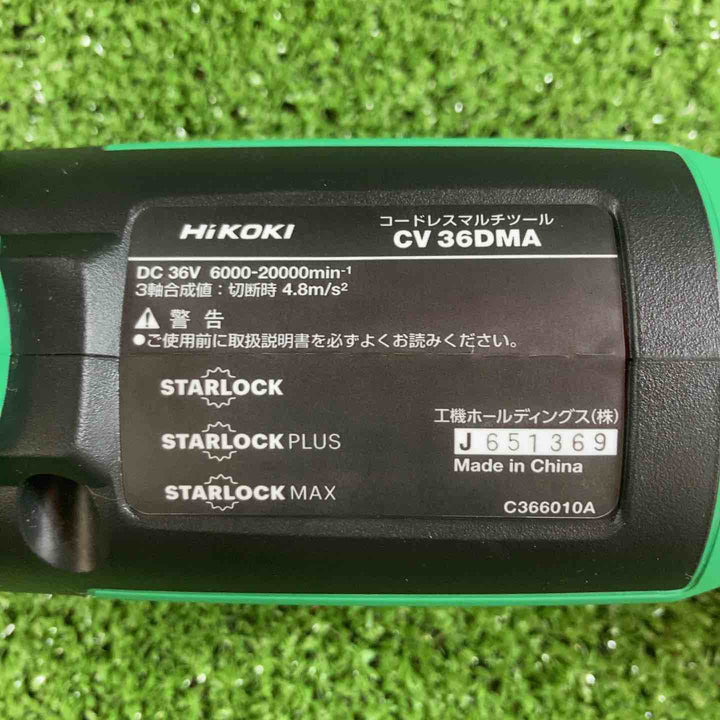 HiKOKI
コードレスマルチツール
CV 36DMA
DC 36V 6000-20000min-1
3軸合成値：切断時 4.8m/s2
警 告
●ご使用前に取扱説明書を必ずよくお読みください。
STARLOCK
STARLOCK PLUS
STARLOCK MAX
工機ホールディングス(株)
J 651369
Made in China
C366010A